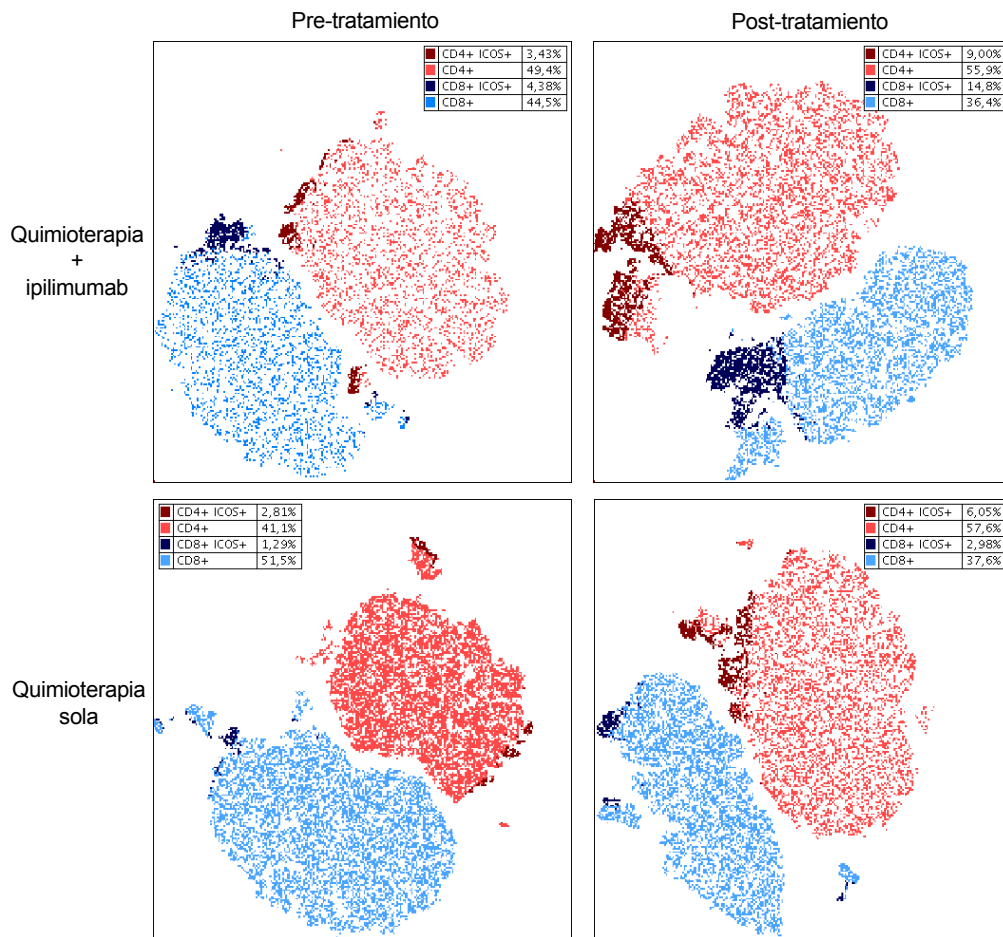 Pre-tratamiento
Post-tratamiento
Quimioterapia
+
ipilimumab
CD4+ ICOS+ 3,43%
CD4+ 49,4%
CD8+ ICOS+ 4,38%
CD8+ 44,5%
CD4+ ICOS+ 9,00%
CD4+ 55,9%
CD8+ ICOS+ 14,8%
CD8+ 36,4%
Quimioterapia
sola
CD4+ ICOS+ 2,81%
CD4+ 41,1%
CD8+ ICOS+ 1,29%
CD8+ 51,5%
CD4+ ICOS+ 6,05%
CD4+ 57,6%
CD8+ ICOS+ 2,98%
CD8+ 37,6%